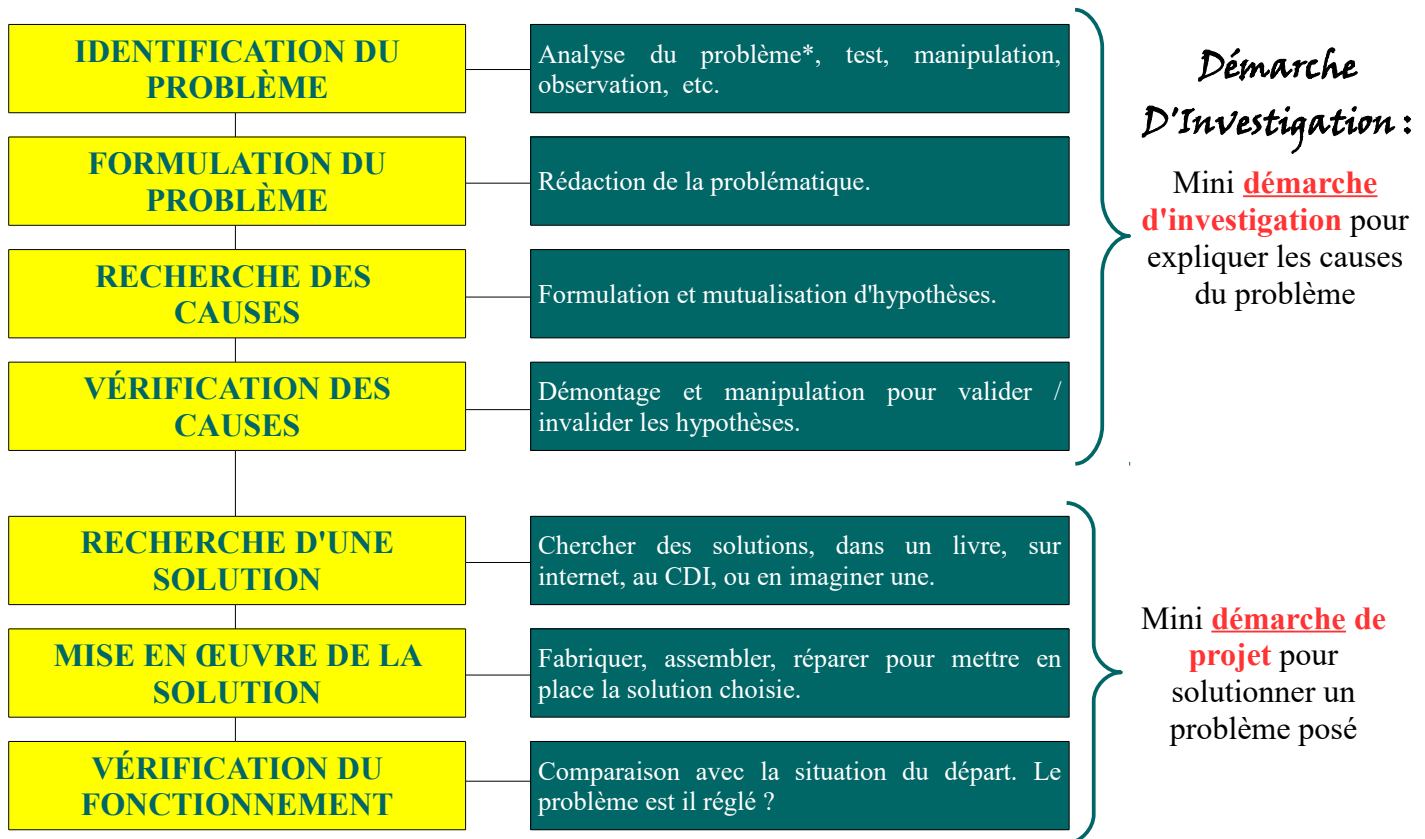 IDENTIFICATION DU
PROBLÈME
Analyse du problème*, test, manipulation,
observation, etc.
FORMULATION DU
PROBLÈME
Rédaction de la problématique.
RECHERCHE DES
CAUSES
Formulation et mutualisation d'hypothèses.
VÉRIFICATION DES
CAUSES
Démontage et manipulation pour valider /
invalider les hypothèses.
Démarche
D'Investigation :
Mini démarche
d'investigation pour
expliquer les causes
du problème
RECHERCHE D'UNE
SOLUTION
Chercher des solutions, dans un livre, sur
internet, au CDI, ou en imaginer une.
MISE EN ŒUVRE DE LA
SOLUTION
Fabriquer, assembler, réparer pour mettre en
place la solution choisie.
VÉRIFICATION DU
FONCTIONNEMENT
Comparaison avec la situation du départ. Le
problème est il réglé ?
Mini démarche de
projet pour
solutionner un
problème posé